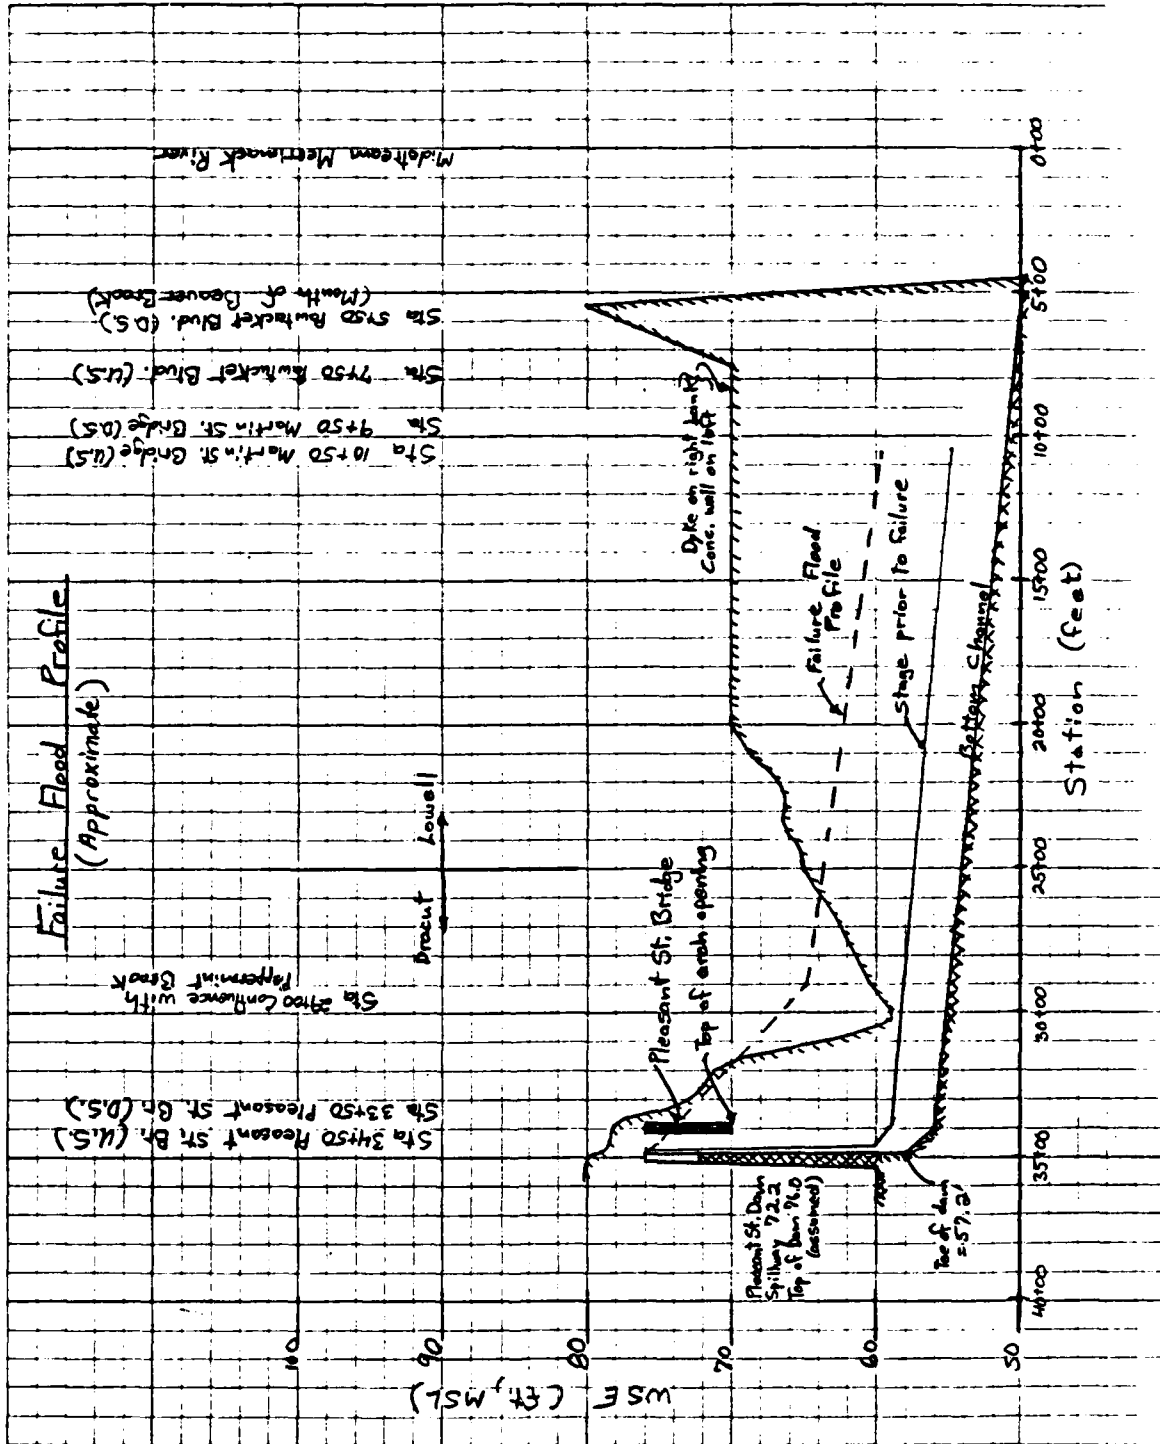 Failure Flood Profile
(Approximate)
Midstream Merrimack River
Sta 5+50 Pawtucket Blvd. (D.S.)
(Mouth of Beaver Brook)
Sta 7+50 Pawtucket Blvd. (U.S.)
Sta 9+50 Martin St. Bridge (D.S)
Sta 10+50 Martin St. Bridge (U.S)
Dracut
Lowell
Sta 29+00 Confluence with
Peppermint Brook
Sta 33+50 Pleasant St. Br. (D.S.)
Sta 34+50 Pleasant St. Br. (U.S.)
Pleasant St. Bridge
Top of arch opening
Dyke on right bank
Conc. wall on left
Failure Flood
Profile
Stage prior to failure
Bottom Channel
Pleasant St. Dam
Spillway 72.2
Top of Dam 76.0
(assumed)
Toe of dam
= 57.2'
WSE (Ft., MSL)
100
90
80
70
60
50
40+00
35+00
30+00
25+00
20+00
15+00
10+00
5+00
0+00
Station (feet)